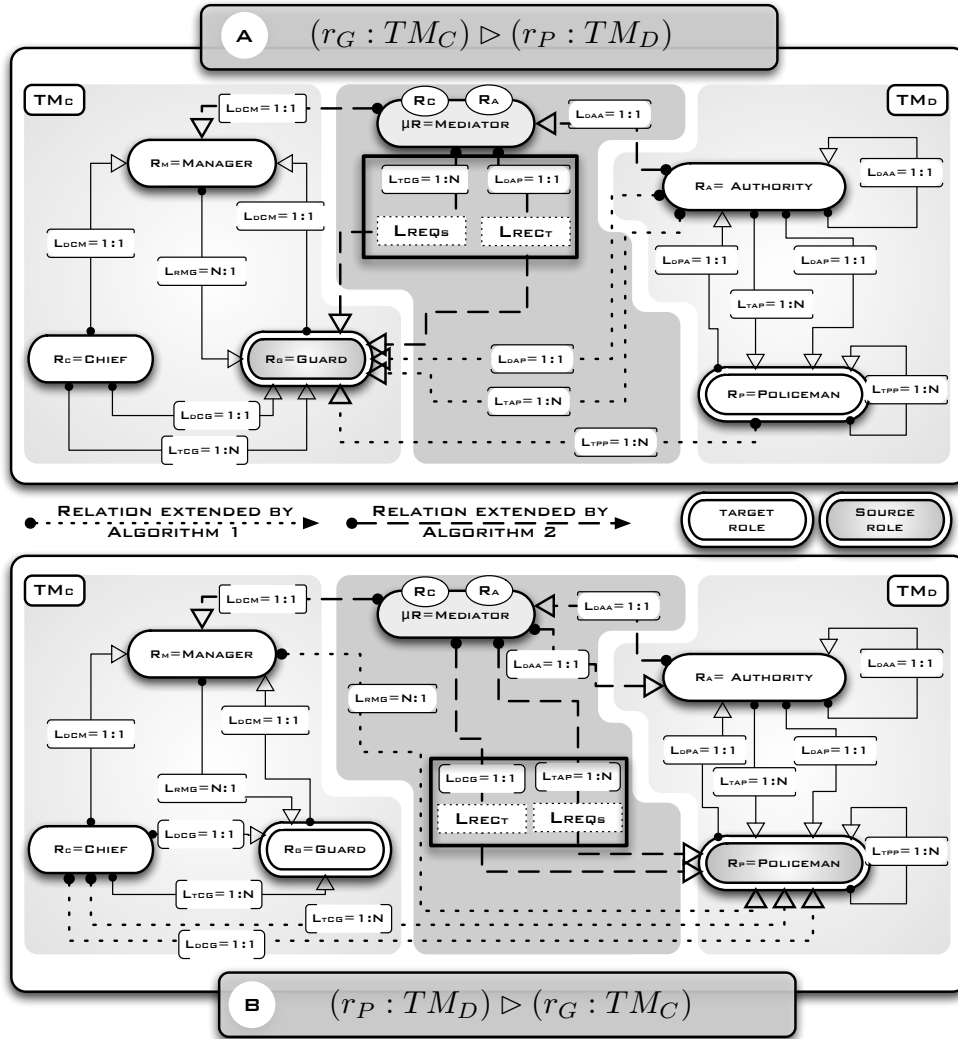 A (r_G : TM_C) ▷ (r_P : TM_D)
TMC
TMD
LDCM=1:1
RC
RA
µR=MEDIATOR
LDAA=1:1
RM=MANAGER
LTCG=1:N
LDAP=1:1
RA= AUTHORITY
LDAA=1:1
LDCM=1:1
LDCM=1:1
LREQS
LRECT
LRMG=N:1
LDPA=1:1
LDAP=1:1
LTAP=1:N
RC=CHIEF
RG=GUARD
LDAP=1:1
RP=POLICEMAN
LTPP=1:N
LDCG=1:1
LTAP=1:N
LTCG=1:N
LTPP=1:N
RELATION EXTENDED BY
ALGORITHM 1
RELATION EXTENDED BY
ALGORITHM 2
TARGET
ROLE
SOURCE
ROLE
TMC
TMD
LDCM=1:1
RC
RA
µR=MEDIATOR
LDAA=1:1
RM=MANAGER
LDAA=1:1
RA= AUTHORITY
LDAA=1:1
LRMG=N:1
LDCM=1:1
LDCM=1:1
LDPA=1:1
LDAP=1:1
LRMG=N:1
LDCG=1:1
LTAP=1:N
LTAP=1:N
LRECT
LREQS
LDCG=1:1
RC=CHIEF
RG=GUARD
RP=POLICEMAN
LTPP=1:N
LTCG=1:N
LTCG=1:N
LDCG=1:1
B (r_P : TM_D) ▷ (r_G : TM_C)